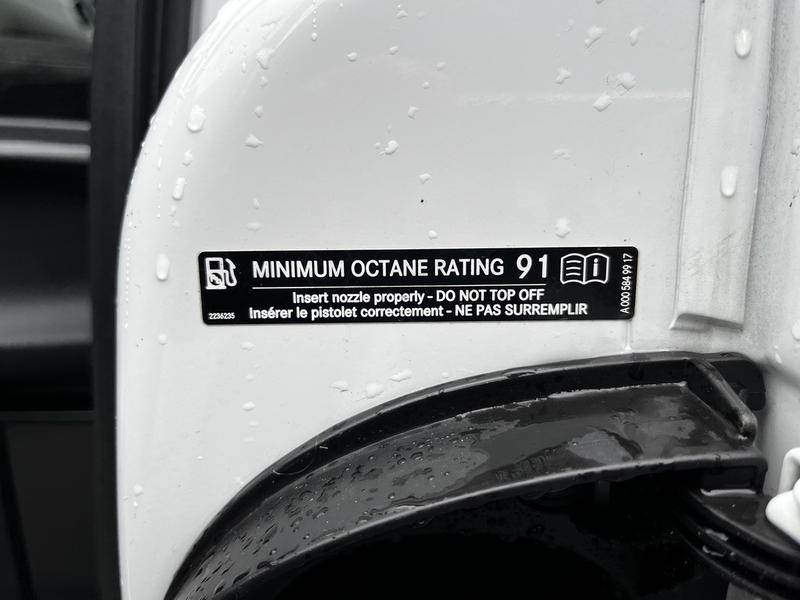 MINIMUM OCTANE RATING 91
Insert nozzle properly - DO NOT TOP OFF
Insérer le pistolet correctement - NE PAS SURREMPLIR
2236235
A 000 584 99 17